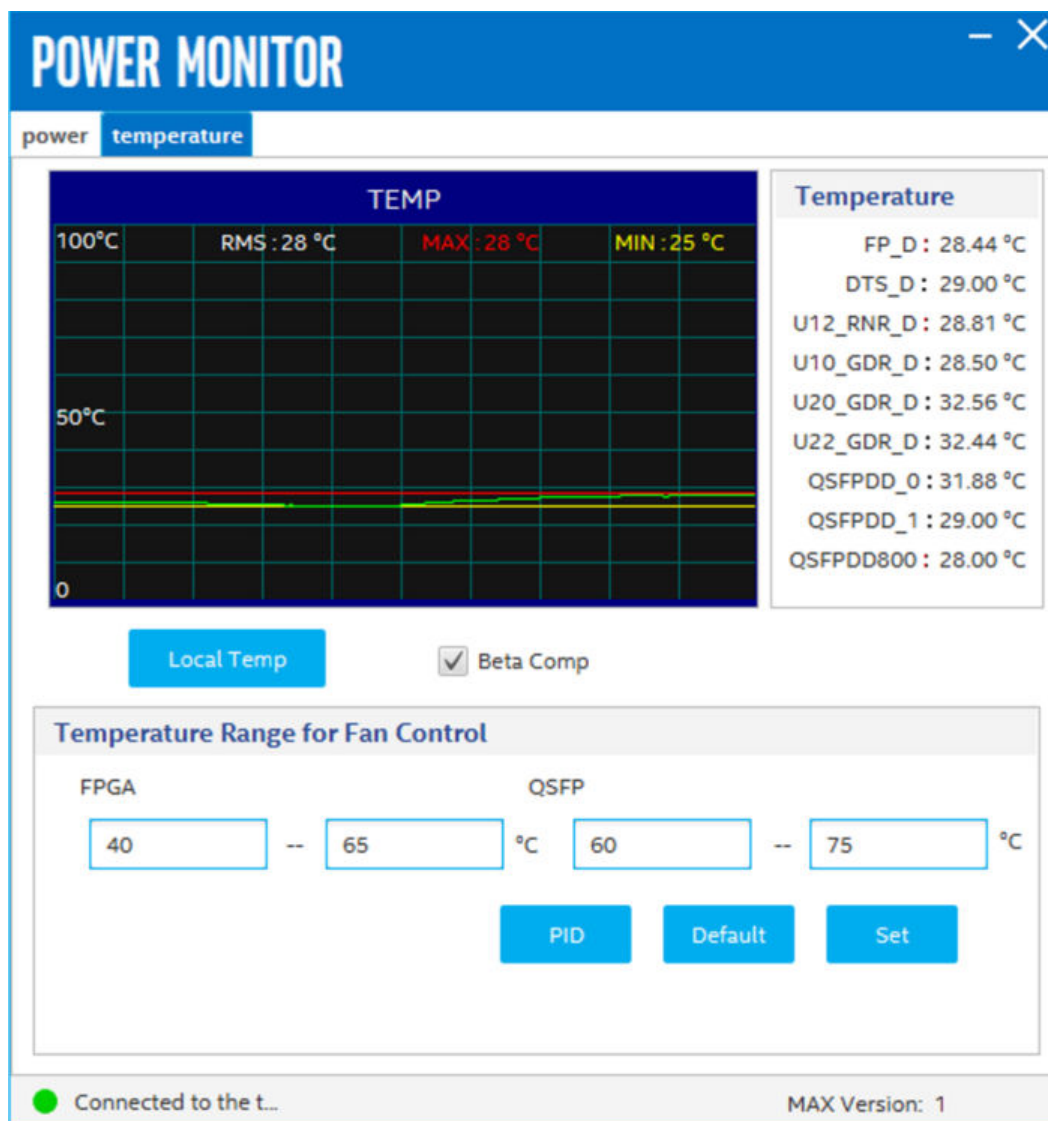 POWER MONITOR
power temperature
TEMP
100°C RMS : 28 °C MAX : 28 °C MIN : 25 °C
50°C
0
Temperature
FP_D : 28.44 °C
DTS_D : 29.00 °C
U12_RNR_D : 28.81 °C
U10_GDR_D : 28.50 °C
U20_GDR_D : 32.56 °C
U22_GDR_D : 32.44 °C
QSFPDD_0 : 31.88 °C
QSFPDD_1 : 29.00 °C
QSFPDD800 : 28.00 °C
Local Temp Beta Comp
Temperature Range for Fan Control
FPGA QSFP
40 -- 65 °C 60 -- 75 °C
PID Default Set
Connected to the t... MAX Version: 1